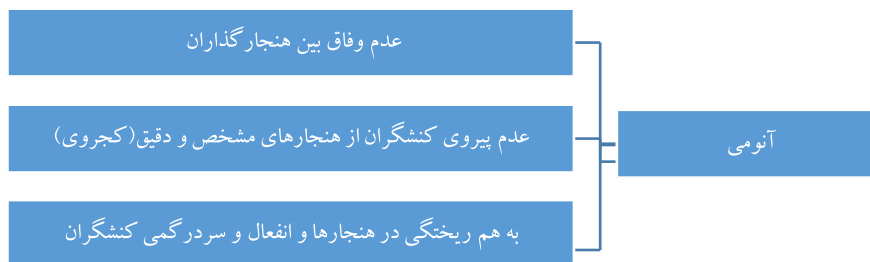 عدم وفاق بین هنجارگذاران
عدم پیروی کنشگران از هنجارهای مشخص و دقیق(کجروی)
آنومی
به هم ریختگی در هنجارها و انفعال و سردرگمی کنشگران